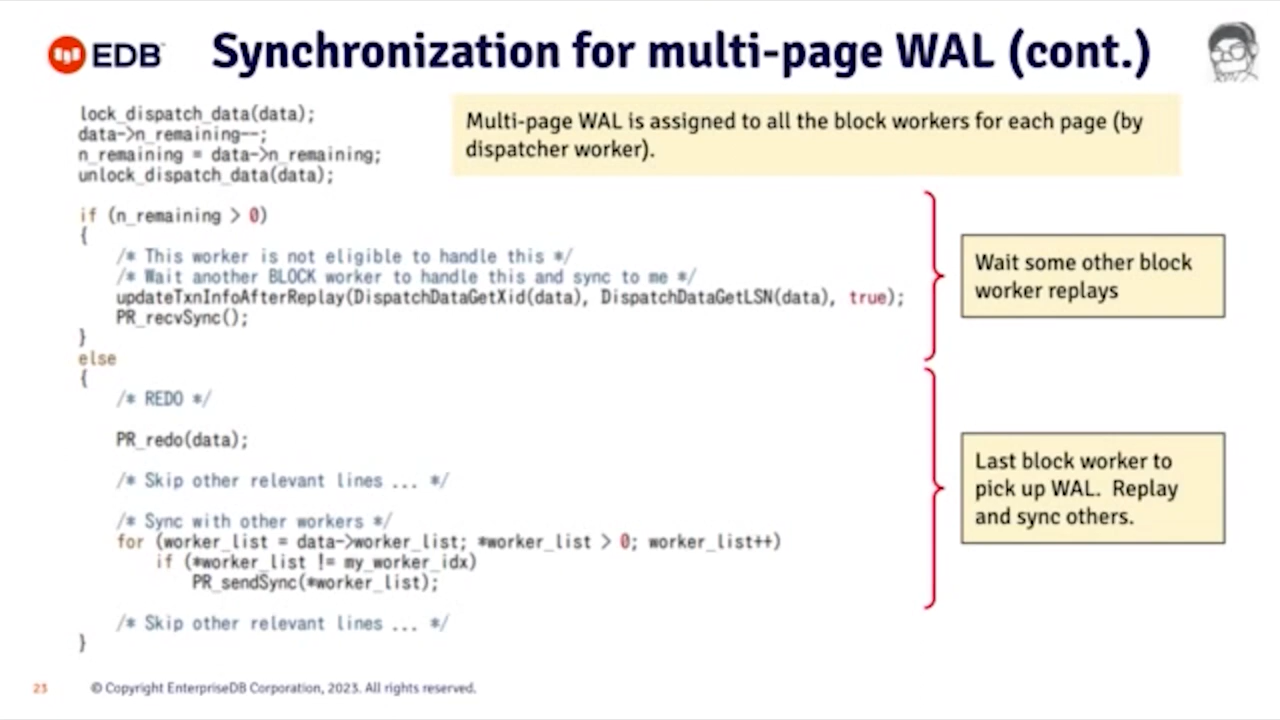 EDB
Synchronization for multi-page WAL (cont.)
lock_dispatch_data(data);
data->n_remaining--;
n_remaining = data->n_remaining;
unlock_dispatch_data(data);
Multi-page WAL is assigned to all the block workers for each page (by
dispatcher worker).
if (n_remaining > 0)
{
/* This worker is not eligible to handle this */
/* Wait another BLOCK worker to handle this and sync to me */
updateTxnInfoAfterReplay(DispatchDataGetXid(data), DispatchDataGetLSN(data), true);
PR_recvSync();
}
else
{
/* REDO */
PR_redo(data);
/* Skip other relevant lines ... */
/* Sync with other workers */
for (worker_list = data->worker_list; *worker_list > 0; worker_list++)
if (*worker_list != my_worker_idx)
PR_sendSync(*worker_list);
/* Skip other relevant lines ... */
}
Wait some other block
worker replays
Last block worker to
pick up WAL. Replay
and sync others.
23
© Copyright EnterpriseDB Corporation, 2023. All rights reserved.